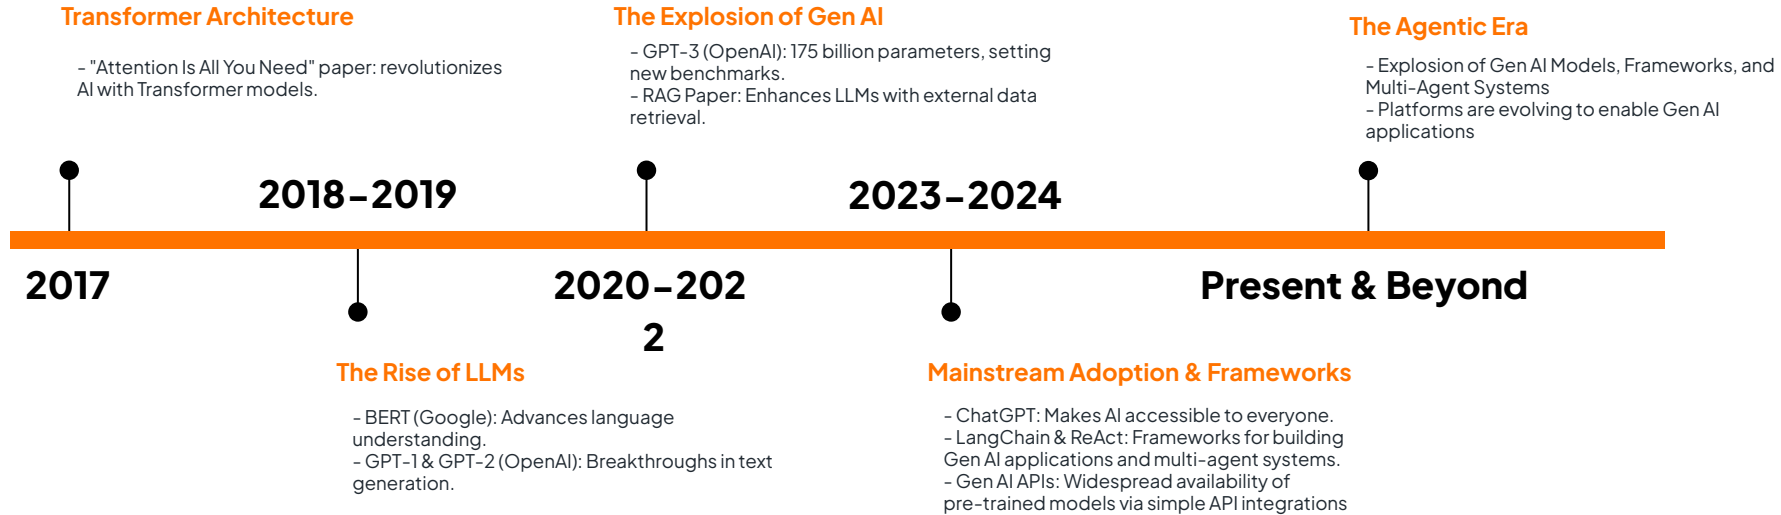 Transformer Architecture
- "Attention Is All You Need" paper: revolutionizes
AI with Transformer models.
2017
2018-2019
The Rise of LLMs
- BERT (Google): Advances language
understanding.
- GPT-1 & GPT-2 (OpenAI): Breakthroughs in text
generation.
The Explosion of Gen AI
- GPT-3 (OpenAI): 175 billion parameters, setting
new benchmarks.
- RAG Paper: Enhances LLMs with external data
retrieval.
2020-202
2
2023-2024
Mainstream Adoption & Frameworks
- ChatGPT: Makes AI accessible to everyone.
- LangChain & ReAct: Frameworks for building
Gen AI applications and multi-agent systems.
- Gen AI APIs: Widespread availability of
pre-trained models via simple API integrations
The Agentic Era
- Explosion of Gen AI Models, Frameworks, and
Multi-Agent Systems
- Platforms are evolving to enable Gen AI
applications
Present & Beyond